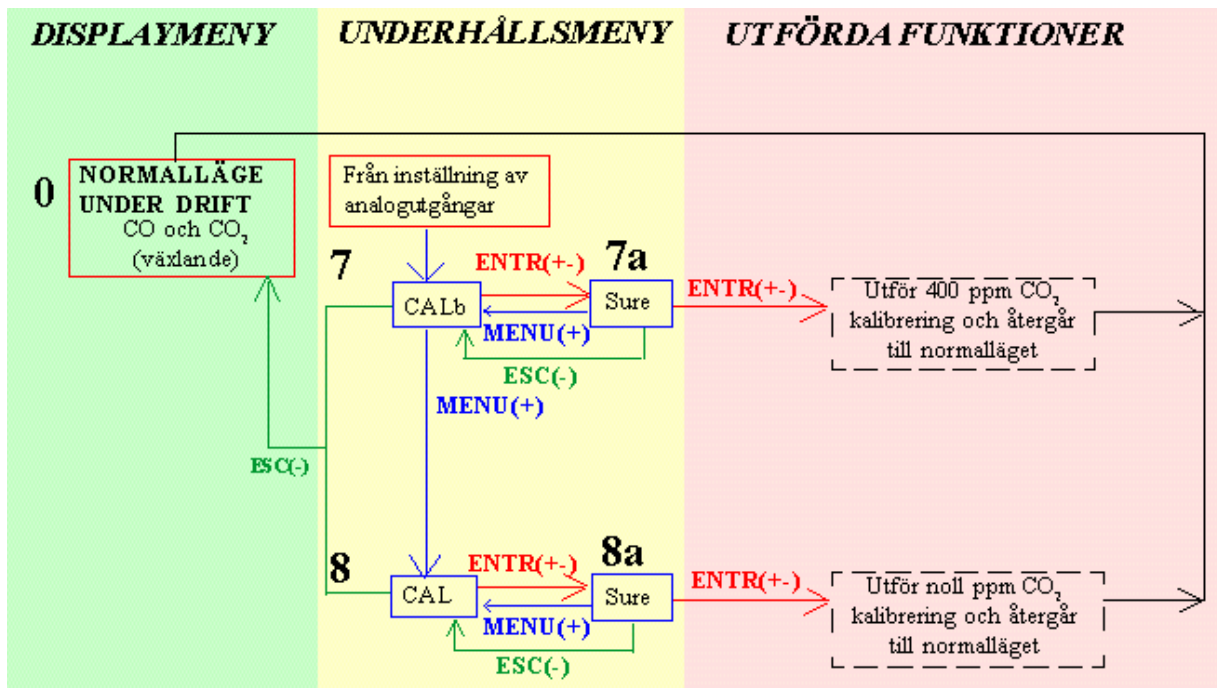 DISPLAYMENY
UNDERHÅLLSMENY
UTFÖRDA FUNKTIONER
0
NORMALLÄGE
UNDER DRIFT
CO och CO₂
(växlande)
Från inställning av
analogutgångar
7
CALb
ENTR(+-)
7a
Sure
MENU(+)
ESC(-)
ENTR(+-)
Utför 400 ppm CO₂
kalibrering och återgår
till normalläget
MENU(+)
ESC(-)
8
CAL
ENTR(+-)
8a
Sure
MENU(+)
ESC(-)
ENTR(+-)
Utför noll ppm CO₂
kalibrering och återgår
till normalläget